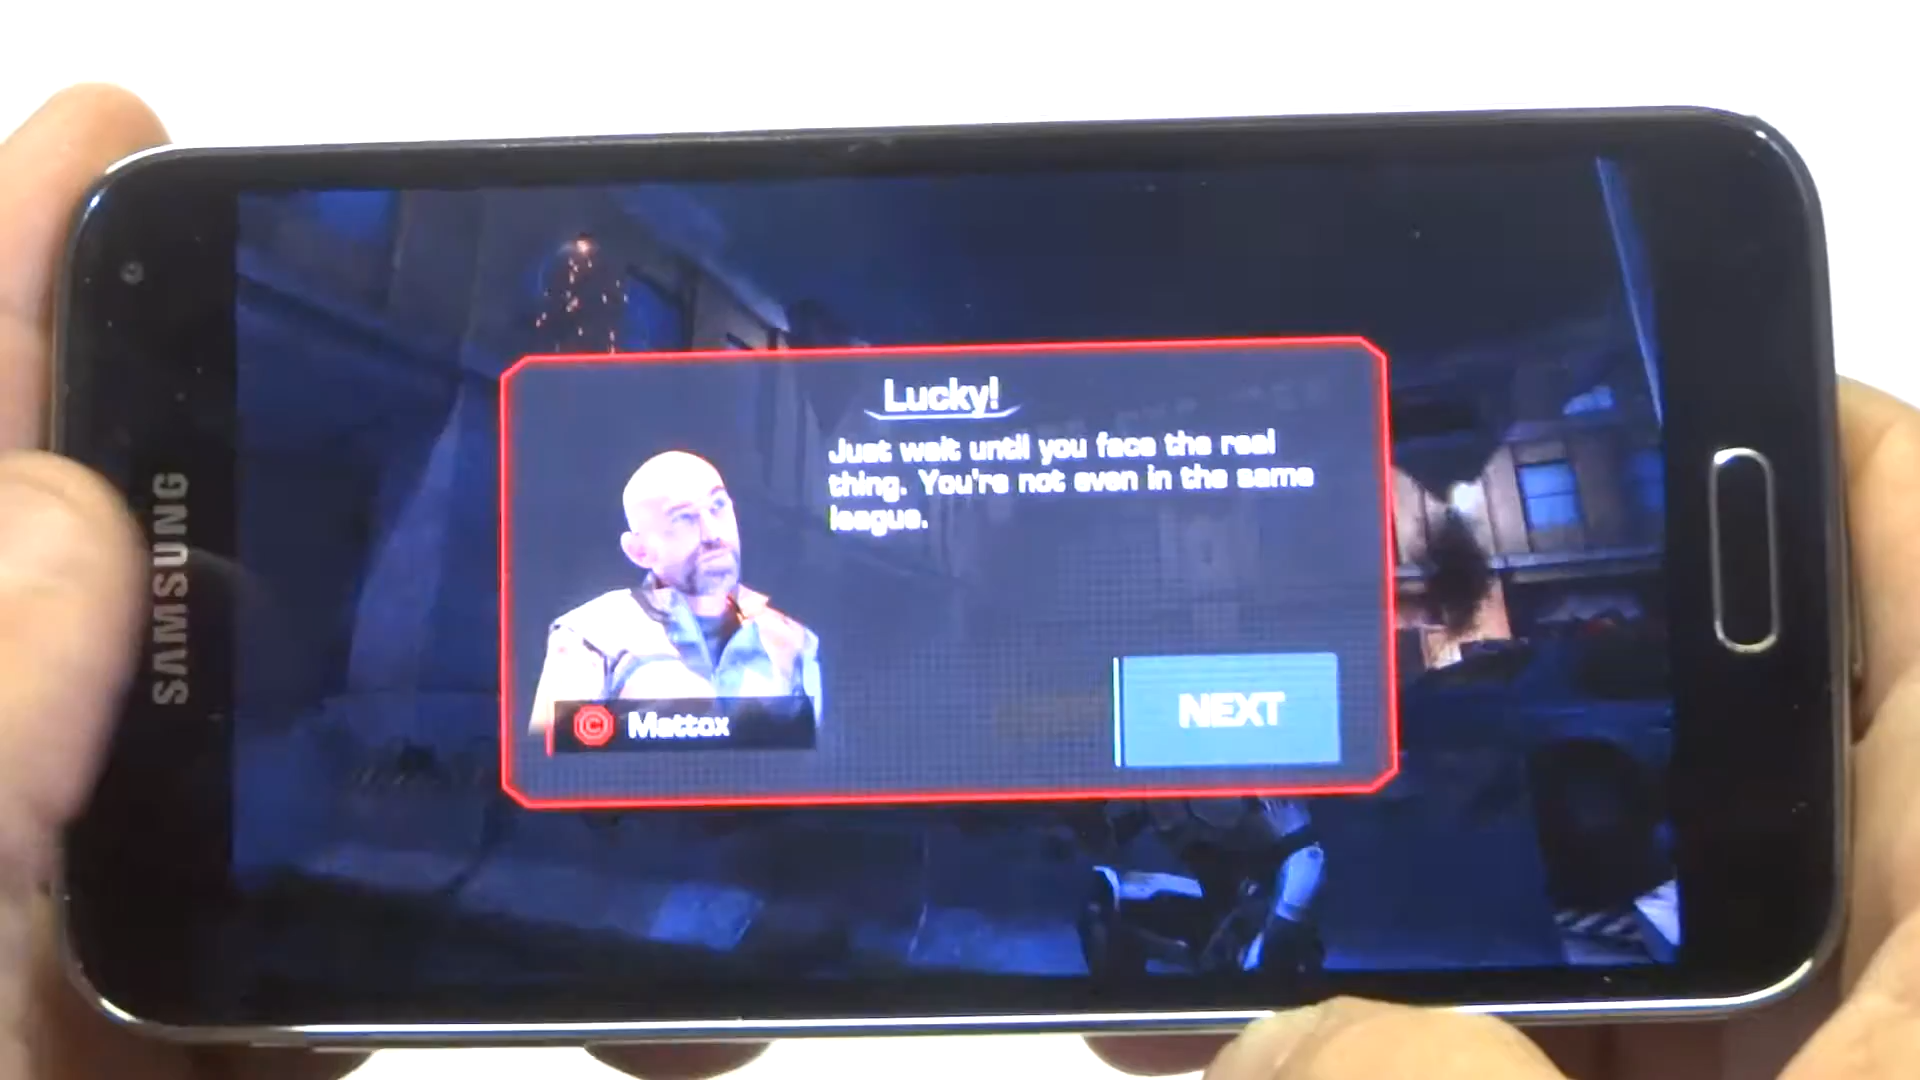 SAMSUNG
Lucky!
Just wait until you face the real
thing. You're not even in the same
league.
C Mattox
NEXT